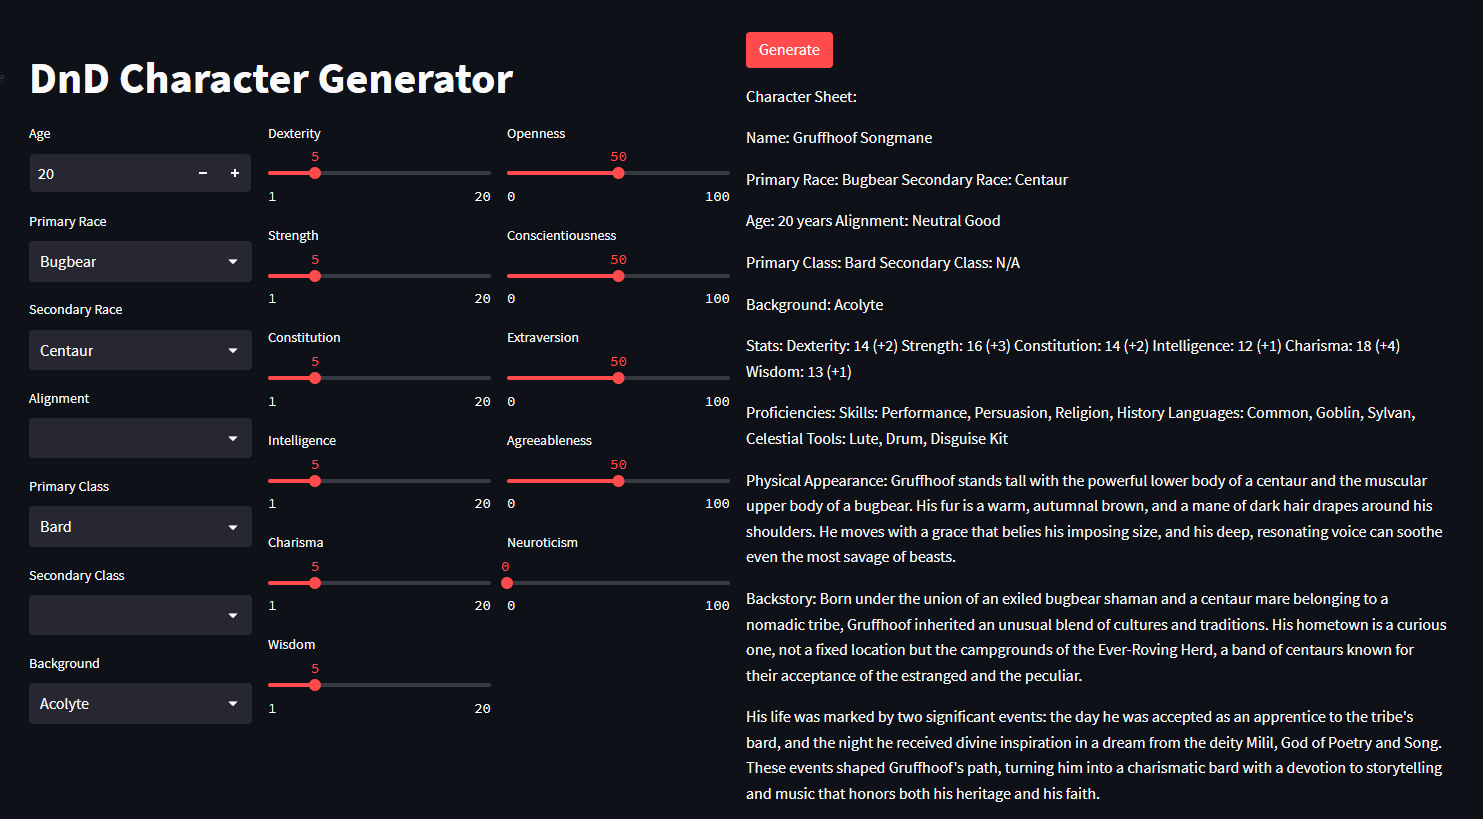 DnD Character Generator
Age
20
Primary Race
Bugbear
Secondary Race
Centaur
Alignment
Primary Class
Bard
Secondary Class
Background
Acolyte
Dexterity
5
1 20
Strength
5
1 20
Constitution
5
1 20
Intelligence
5
1 20
Charisma
5
1 20
Wisdom
5
1 20
Openness
50
0 100
Conscientiousness
50
0 100
Extraversion
50
0 100
Agreeableness
50
0 100
Neuroticism
0
0 100
Generate
Character Sheet:
Name: Gruffhoof Songmane
Primary Race: Bugbear Secondary Race: Centaur
Age: 20 years Alignment: Neutral Good
Primary Class: Bard Secondary Class: N/A
Background: Acolyte
Stats: Dexterity: 14 (+2) Strength: 16 (+3) Constitution: 14 (+2) Intelligence: 12 (+1) Charisma: 18 (+4)
Wisdom: 13 (+1)
Proficiencies: Skills: Performance, Persuasion, Religion, History Languages: Common, Goblin, Sylvan,
Celestial Tools: Lute, Drum, Disguise Kit
Physical Appearance: Gruffhoof stands tall with the powerful lower body of a centaur and the muscular
upper body of a bugbear. His fur is a warm, autumnal brown, and a mane of dark hair drapes around his
shoulders. He moves with a grace that belies his imposing size, and his deep, resonating voice can soothe
even the most savage of beasts.
Backstory: Born under the union of an exiled bugbear shaman and a centaur mare belonging to a
nomadic tribe, Gruffhoof inherited an unusual blend of cultures and traditions. His hometown is a curious
one, not a fixed location but the campgrounds of the Ever-Roving Herd, a band of centaurs known for
their acceptance of the estranged and the peculiar.
His life was marked by two significant events: the day he was accepted as an apprentice to the tribe's
bard, and the night he received divine inspiration in a dream from the deity Milil, God of Poetry and Song.
These events shaped Gruffhoof's path, turning him into a charismatic bard with a devotion to storytelling
and music that honors both his heritage and his faith.